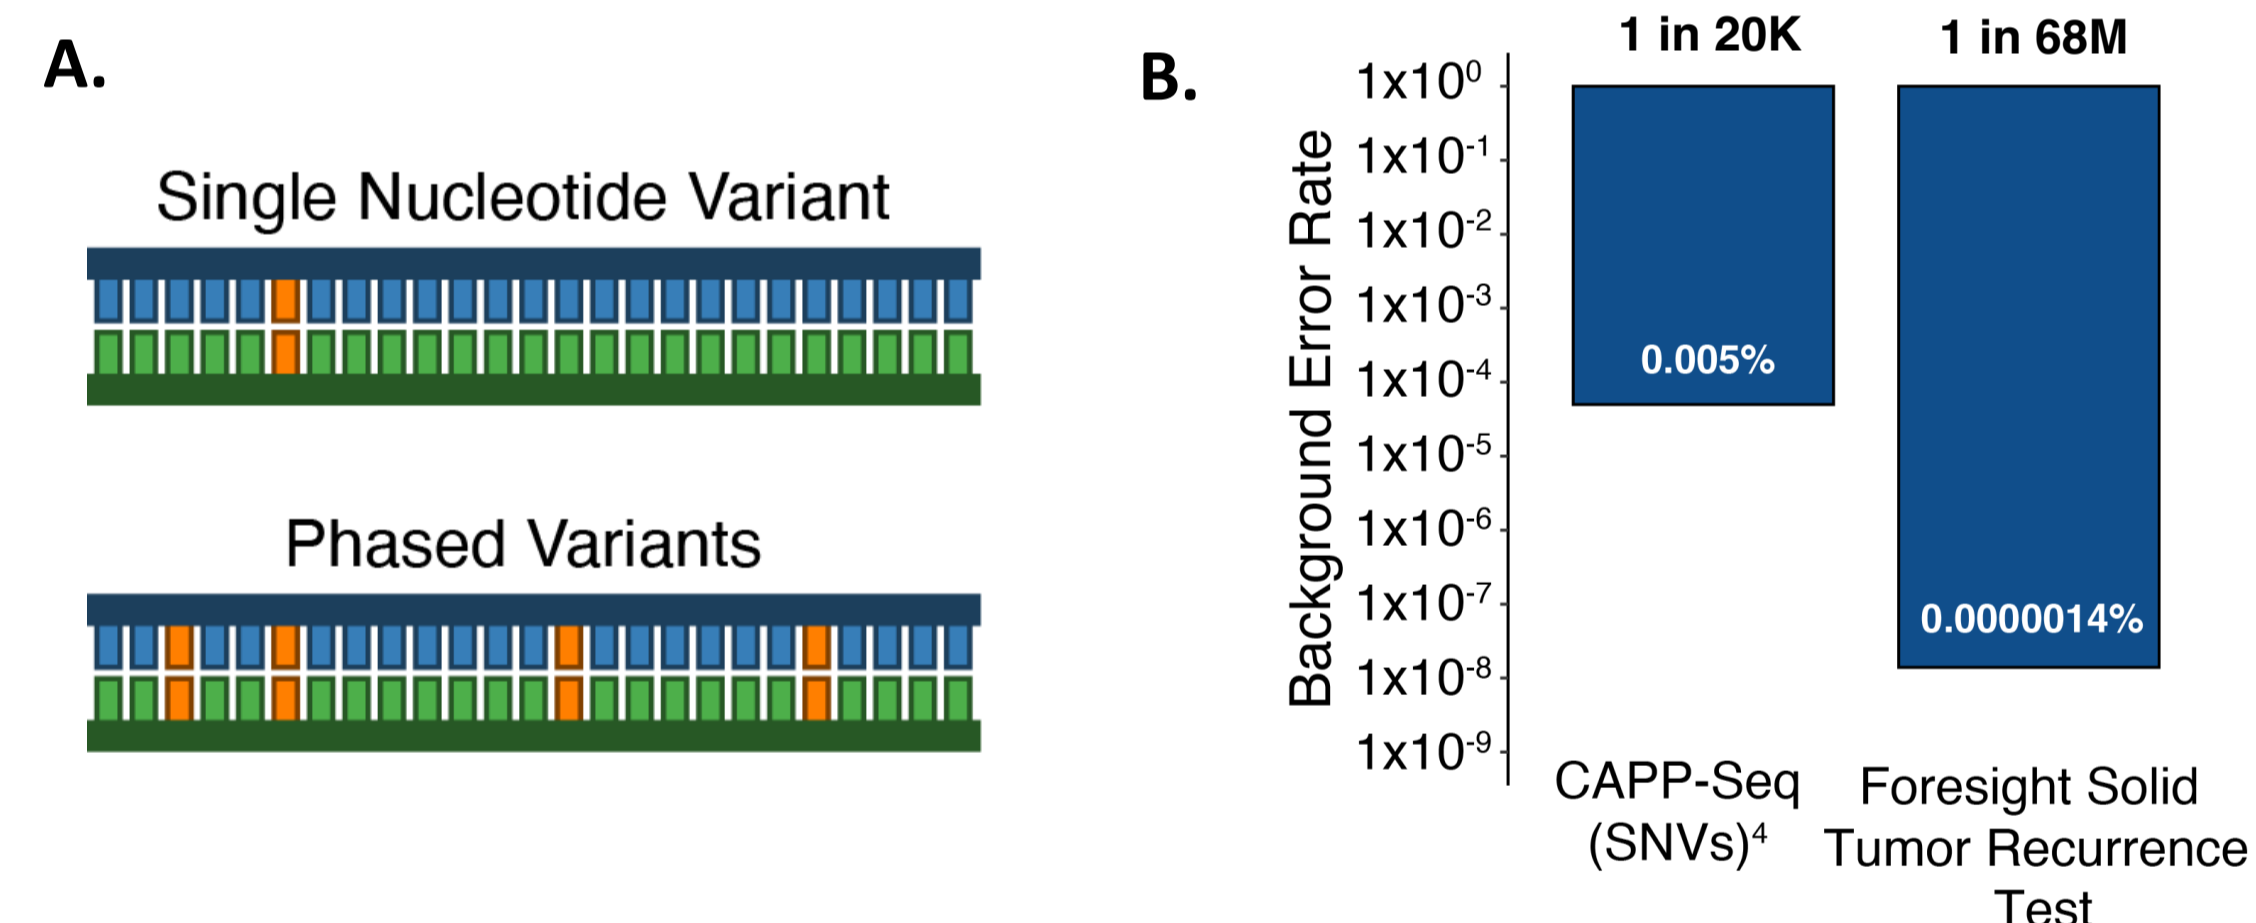 A.
Single Nucleotide Variant
Phased Variants
B.
1 in 20K
1 in 68M
Background Error Rate
1x10⁰
1x10⁻¹
1x10⁻²
1x10⁻³
1x10⁻⁴
1x10⁻⁵
1x10⁻⁶
1x10⁻⁷
1x10⁻⁸
1x10⁻⁹
0.005%
0.0000014%
CAPP-Seq
(SNVs)⁴
Foresight Solid
Tumor Recurrence
Test